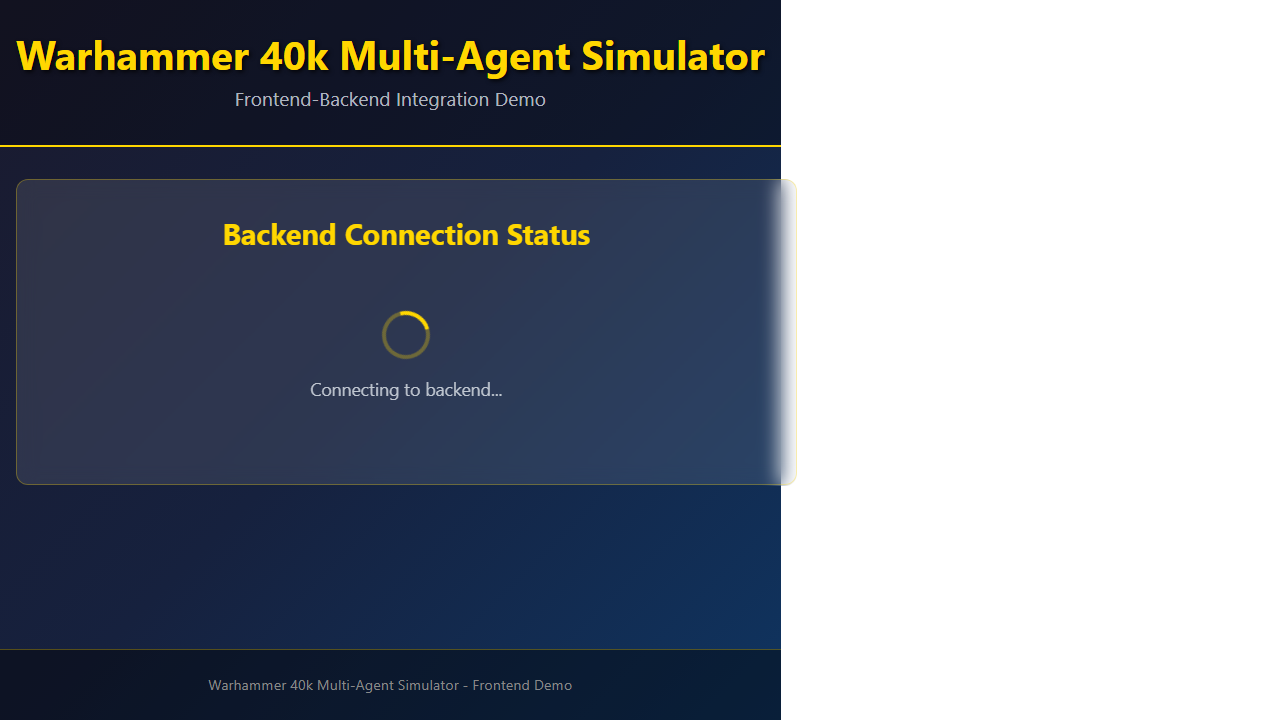 Warhammer 40k Multi-Agent Simulator
Frontend-Backend Integration Demo
Backend Connection Status
Connecting to backend...
Warhammer 40k Multi-Agent Simulator - Frontend Demo